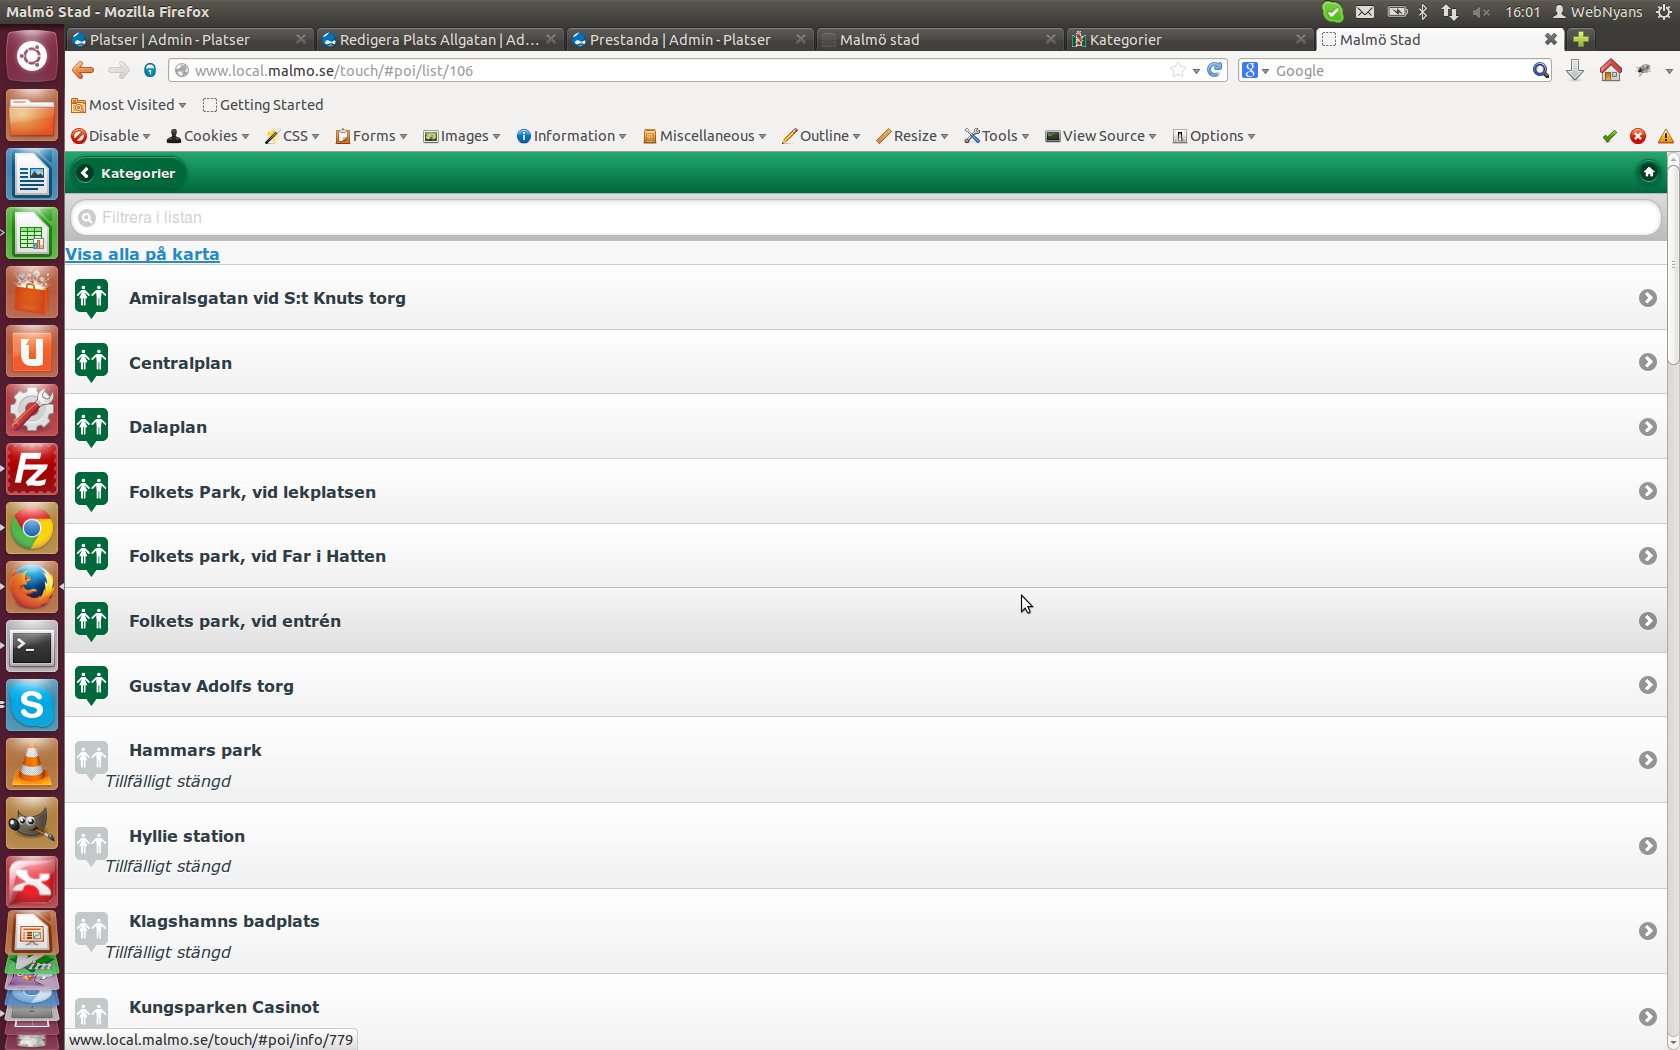 Malmö Stad - Mozilla Firefox
16:01 WebNyans
Platser | Admin - Platser
Redigera Plats Allgatan | Ad...
Prestanda | Admin - Platser
Malmö stad
Kategorier
Malmö Stad
www.local.malmo.se/touch/#poi/list/106
Google
Most Visited
Getting Started
Disable
Cookies
CSS
Forms
Images
Information
Miscellaneous
Outline
Resize
Tools
View Source
Options
Kategorier
Filtrera i listan
Visa alla på karta
Amiralsgatan vid S:t Knuts torg
Centralplan
Dalaplan
Folkets Park, vid lekplatsen
Folkets park, vid Far i Hatten
Folkets park, vid entrén
Gustav Adolfs torg
Hammars park
Tillfälligt stängd
Hyllie station
Tillfälligt stängd
Klagshamns badplats
Tillfälligt stängd
Kungsparken Casinot
www.local.malmo.se/touch/#poi/info/779